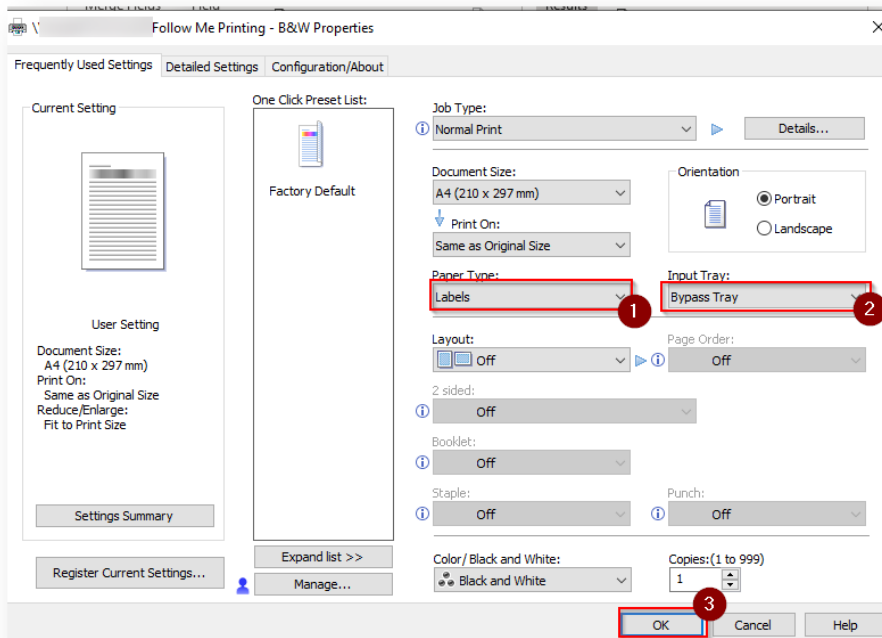 Merge Fields Field Results
\\ Follow Me Printing - B&W Properties
Frequently Used Settings Detailed Settings Configuration/About
Current Setting
User Setting
Document Size:
A4 (210 x 297 mm)
Print On:
Same as Original Size
Reduce/Enlarge:
Fit to Print Size
Settings Summary
Register Current Settings...
One Click Preset List:
Factory Default
Expand list >>
Manage...
Job Type:
Normal Print
Details...
Document Size:
A4 (210 x 297 mm)
Print On:
Same as Original Size
Orientation
Portrait
Landscape
Paper Type:
Labels
1
Input Tray:
Bypass Tray
2
Layout:
Off
Page Order:
Off
2 sided:
Off
Booklet:
Off
Staple:
Off
Punch:
Off
Color/ Black and White:
Black and White
Copies:(1 to 999)
1
3
OK Cancel Help